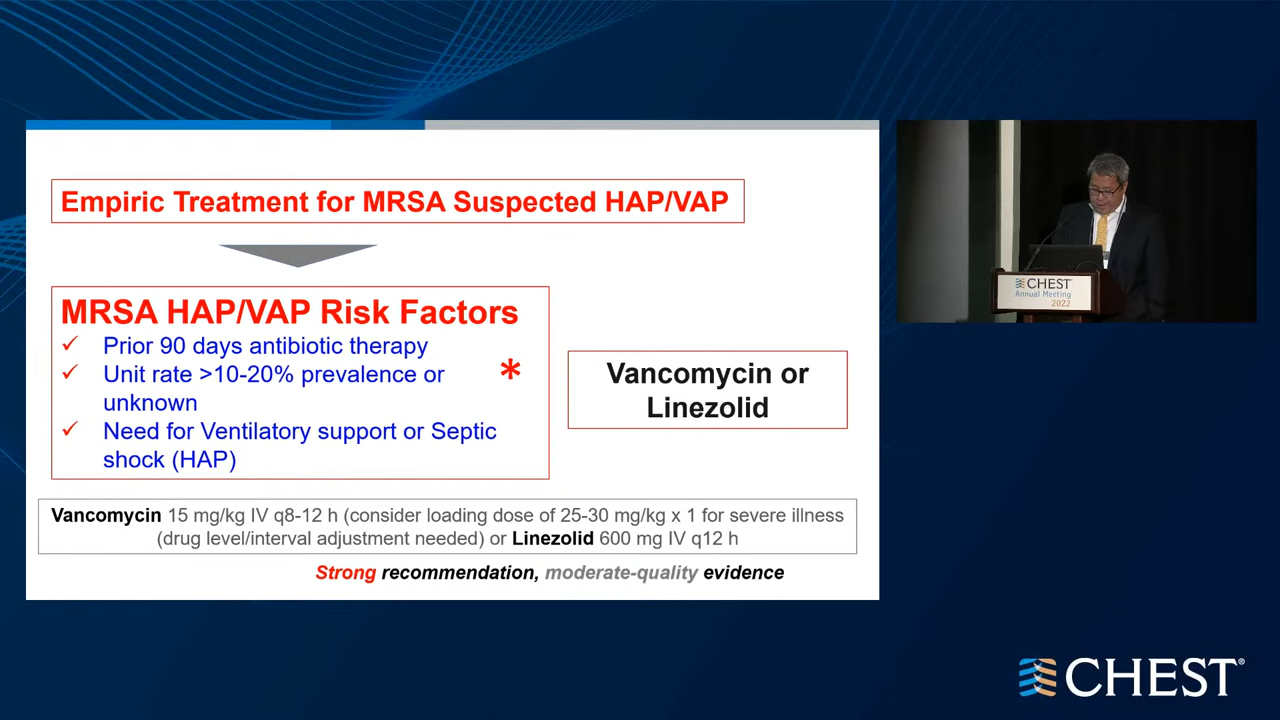 Empiric Treatment for MRSA Suspected HAP/VAP
MRSA HAP/VAP Risk Factors
✓ Prior 90 days antibiotic therapy
✓ Unit rate >10-20% prevalence or
unknown
*
✓ Need for Ventilatory support or Septic
shock (HAP)
Vancomycin or
Linezolid
Vancomycin 15 mg/kg IV q8-12 h (consider loading dose of 25-30 mg/kg x 1 for severe illness
(drug level/interval adjustment needed) or Linezolid 600 mg IV q12 h
Strong recommendation, moderate-quality evidence
CHEST
Annual Meeting
2022
CHEST®